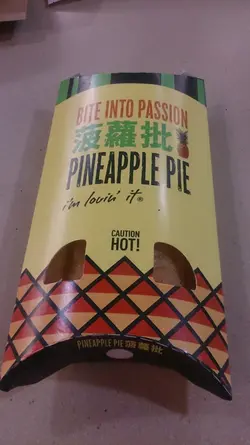 BITE INTO PASSION
菠蘿批
PINEAPPLE PIE
i'm lovin' it®
CAUTION
HOT!
PINEAPPLE PIE 菠蘿批